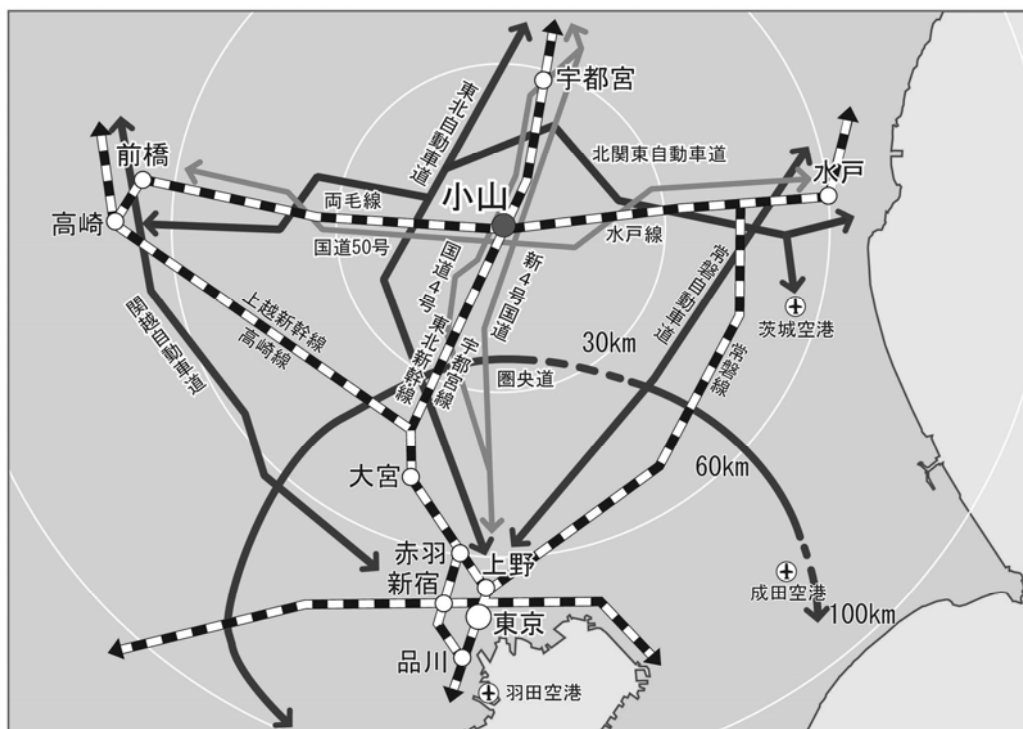 宇都宮
東北自動車道
北関東自動車道
前橋
水戸
小山
両毛線
高崎
水戸線
国道50号
国道4号
新4号国道
常磐自動車道
茨城空港
上越新幹線
高崎線
関越自動車道
東北新幹線
宇都宮線
30km
圏央道
常磐線
大宮
60km
赤羽
上野
新宿
成田空港
100km
東京
品川
羽田空港